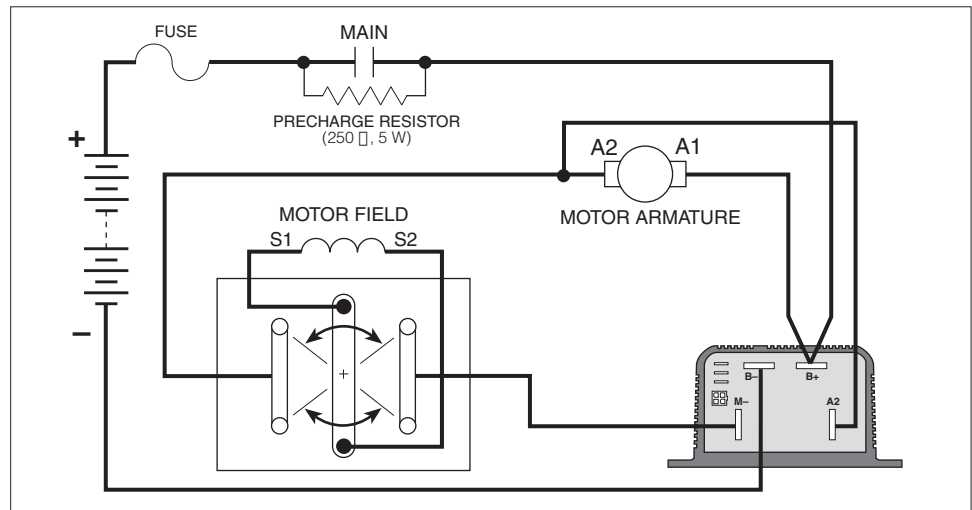 FUSE
MAIN
PRECHARGE RESISTOR
(250 ▯, 5 W)
+
A2
A1
MOTOR ARMATURE
MOTOR FIELD
S1
S2
−
+
B−
B+
M−
A2